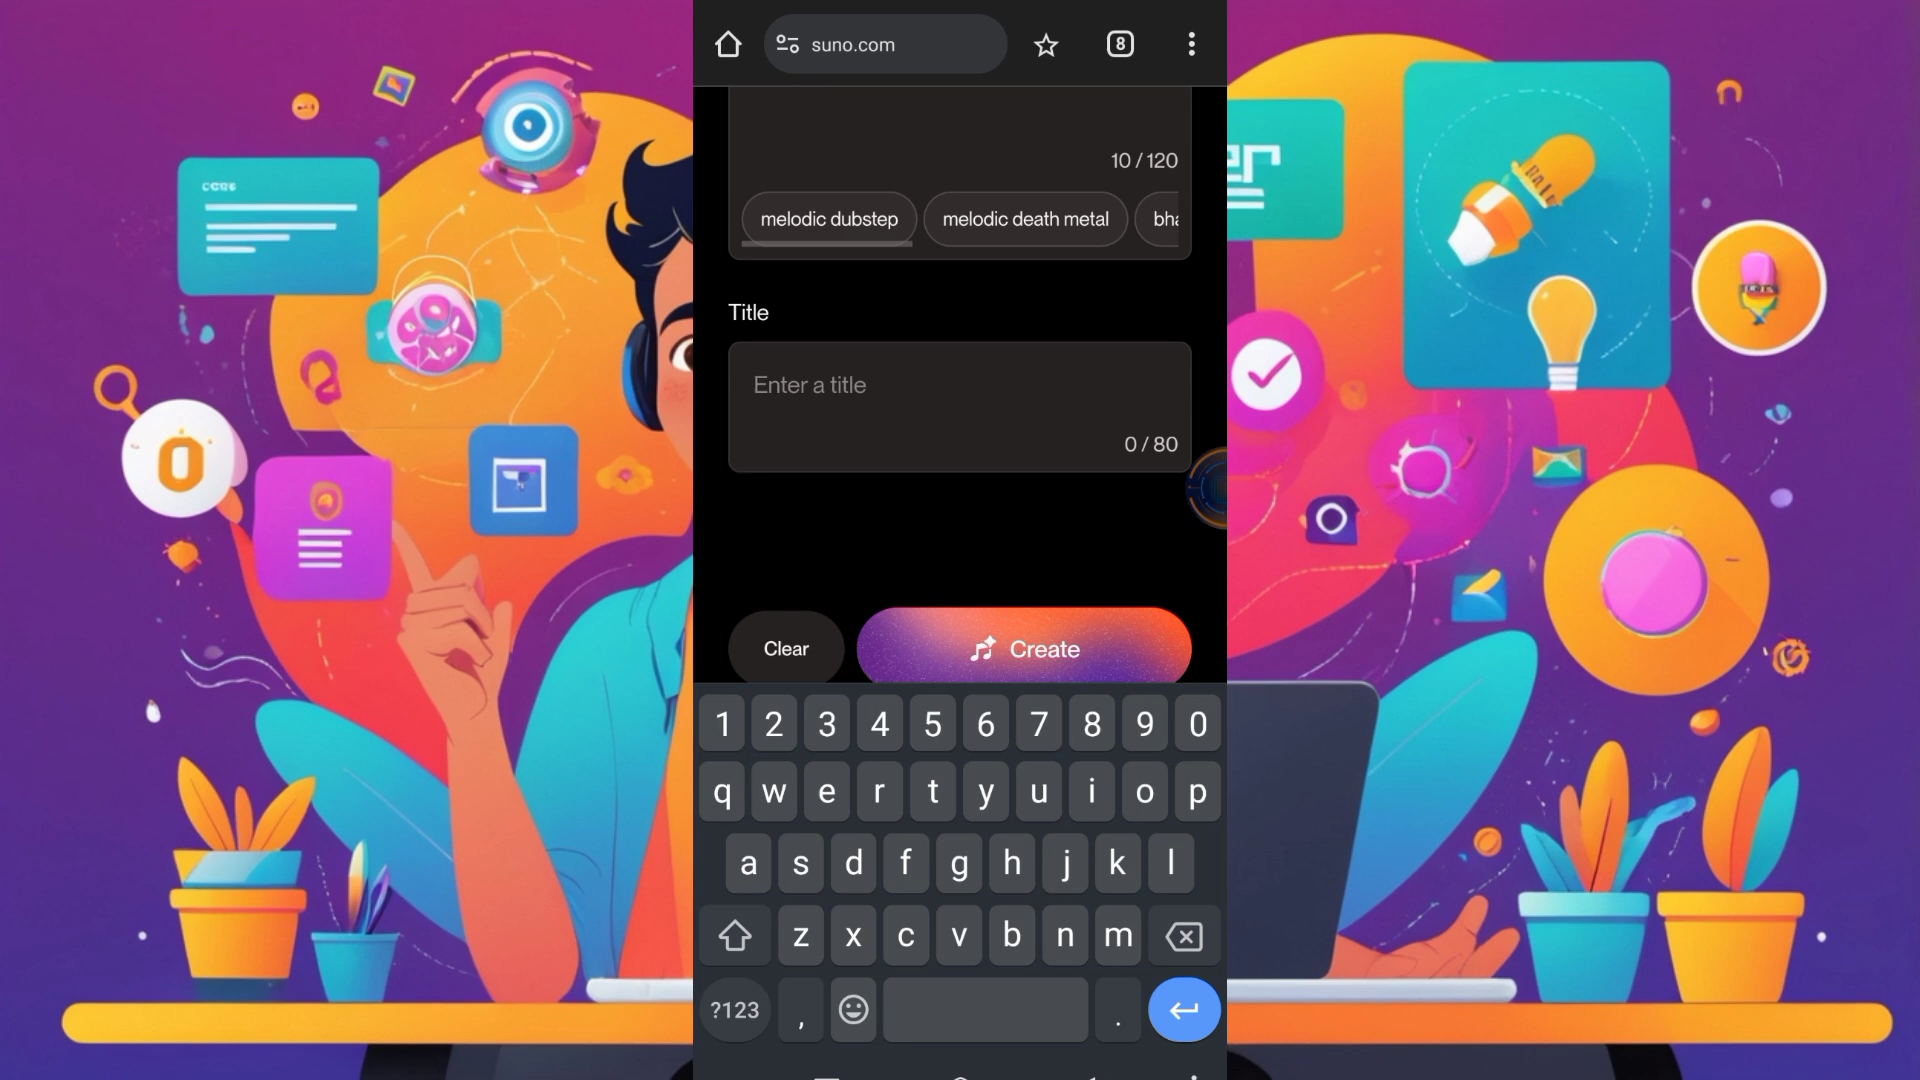 suno.com
8
10 / 120
melodic dubstep
melodic death metal
bha
Title
Enter a title
0 / 80
Clear
Create
1 2 3 4 5 6 7 8 9 0
q w e r t y u i o p
a s d f g h j k l
z x c v b n m
?123 , .